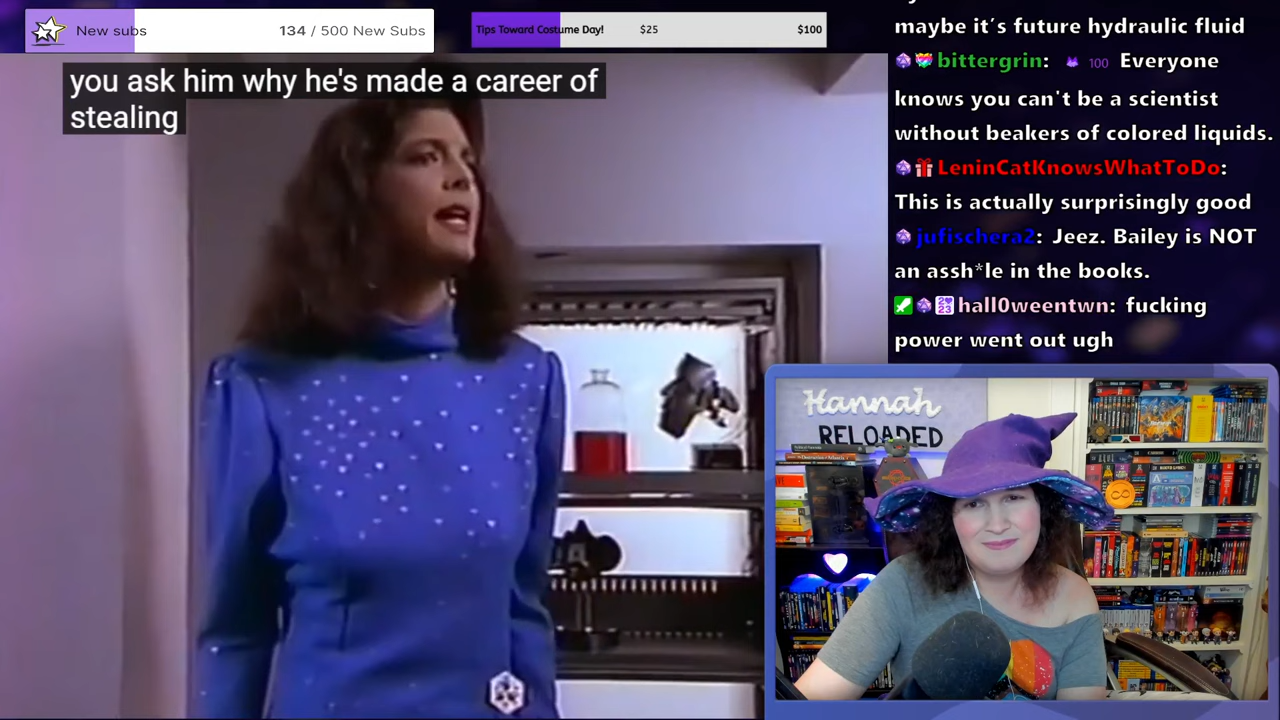 New subs
134 / 500 New Subs
Tips Toward Costume Day!
$25
$100
you ask him why he's made a career of
stealing
maybe it's future hydraulic fluid
bittergrin: 100 Everyone
knows you can't be a scientist
without beakers of colored liquids.
LeninCatKnowsWhatToDo:
This is actually surprisingly good
jufischera2: Jeez. Bailey is NOT
an assh*le in the books.
hall0weentwn: fucking
power went out ugh
Hannah
RELOADED